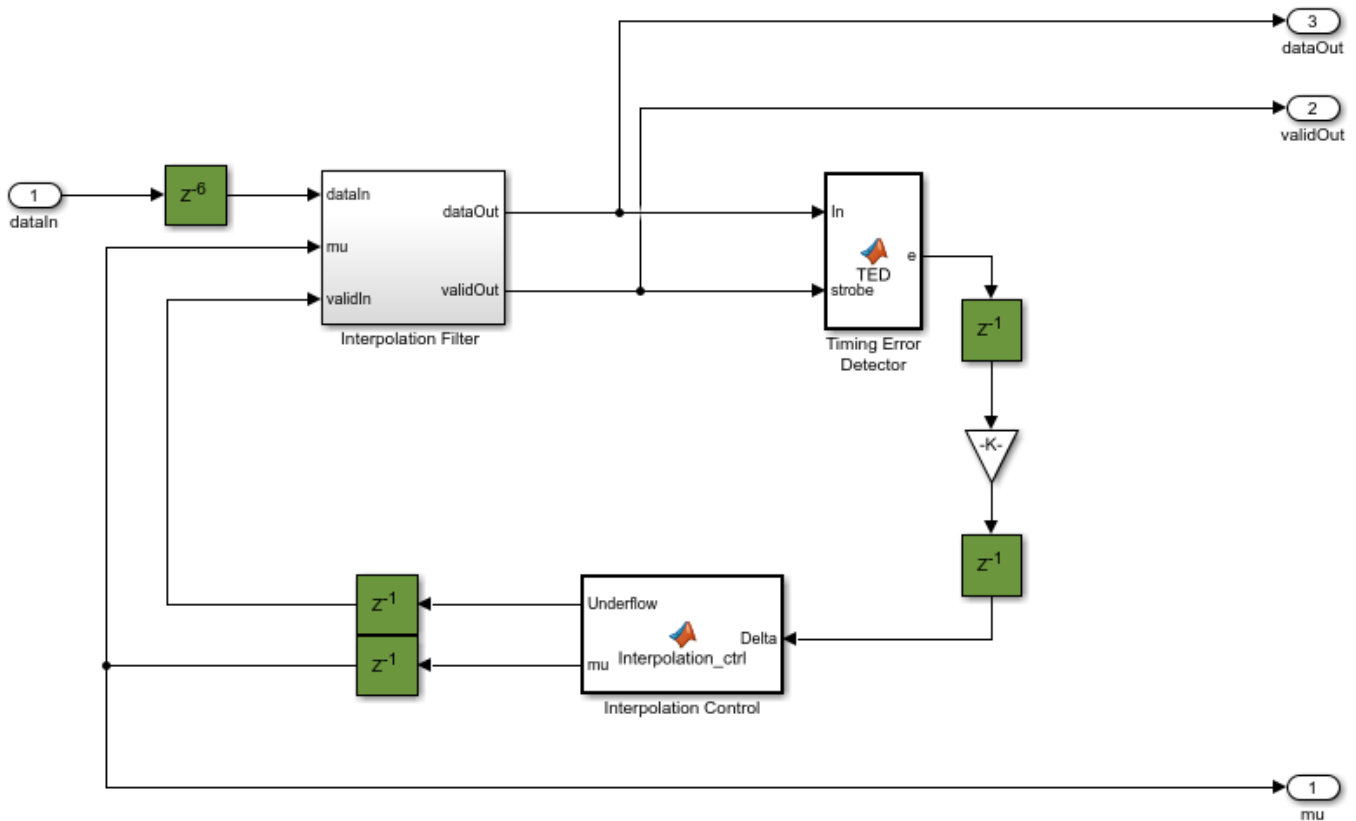 3
dataOut
2
validOut
1
dataIn
Z-6
dataIn
mu
validIn
dataOut
validOut
Interpolation Filter
In
strobe
TED
e
Timing Error
Detector
Z-1
-K-
Z-1
Z-1
Z-1
Underflow
mu
Interpolation_ctrl
Delta
Interpolation Control
1
mu